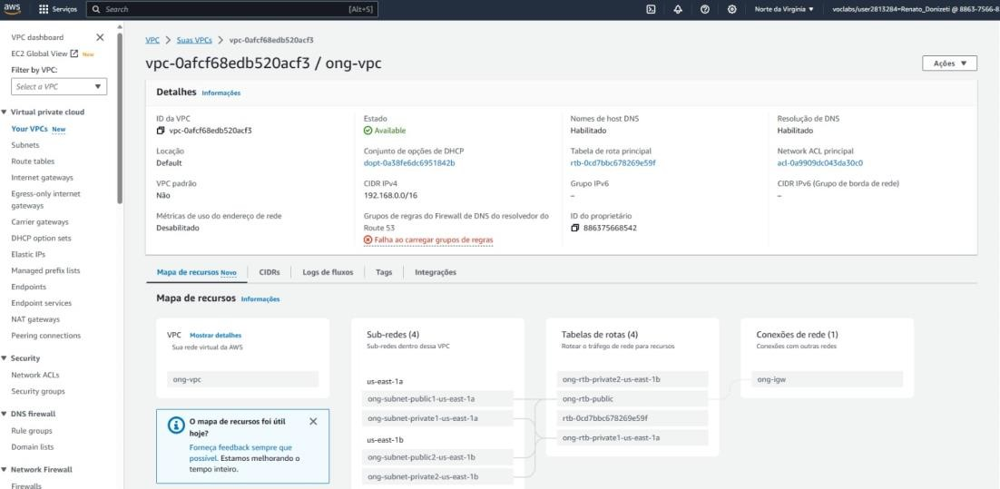 aws
Serviços
Search
[Alt+S]
Norte da Virgínia
voclabs/user2813284=Renato_Donizeti @ 8863-7566-8
VPC dashboard
EC2 Global View New
Filter by VPC:
Select a VPC
Virtual private cloud
Your VPCs New
Subnets
Route tables
Internet gateways
Egress-only internet
gateways
Carrier gateways
DHCP option sets
Elastic IPs
Managed prefix lists
Endpoints
Endpoint services
NAT gateways
Peering connections
Security
Network ACLs
Security groups
DNS firewall
Rule groups
Domain lists
Network Firewall
Firewalls
VPC > Suas VPCs > vpc-0afcf68edb520acf3
vpc-0afcf68edb520acf3 / ong-vpc
Ações
Detalhes Informações
ID da VPC
vpc-0afcf68edb520acf3
Estado
Available
Nomes de host DNS
Habilitado
Resolução de DNS
Habilitado
Locação
Default
Conjunto de opções de DHCP
dopt-0a38fe6dc6951842b
Tabela de rota principal
rtb-0cd7bbc678269e59f
Network ACL principal
acl-0a9909dc043da30c0
VPC padrão
Não
CIDR IPv4
192.168.0.0/16
Grupo IPv6
–
CIDR IPv6 (Grupo de borda de rede)
–
Métricas de uso do endereço de rede
Desabilitado
Grupos de regras do Firewall de DNS do resolvedor do
Route 53
Falha ao carregar grupos de regras
ID do proprietário
886375668542
Mapa de recursos Novo
CIDRs
Logs de fluxos
Tags
Integrações
Mapa de recursos Informações
VPC Mostrar detalhes
Sua rede virtual da AWS
ong-vpc
O mapa de recursos foi útil
hoje?
Forneça feedback sempre que
possível. Estamos melhorando o
tempo inteiro.
Sub-redes (4)
Sub-redes dentro dessa VPC
us-east-1a
ong-subnet-public1-us-east-1a
ong-subnet-private1-us-east-1a
us-east-1b
ong-subnet-public2-us-east-1b
ong-subnet-private2-us-east-1b
Tabelas de rotas (4)
Rotear o tráfego de rede para recursos
ong-rtb-private2-us-east-1b
ong-rtb-public
rtb-0cd7bbc678269e59f
ong-rtb-private1-us-east-1a
Conexões de rede (1)
Conexões com outras redes
ong-igw